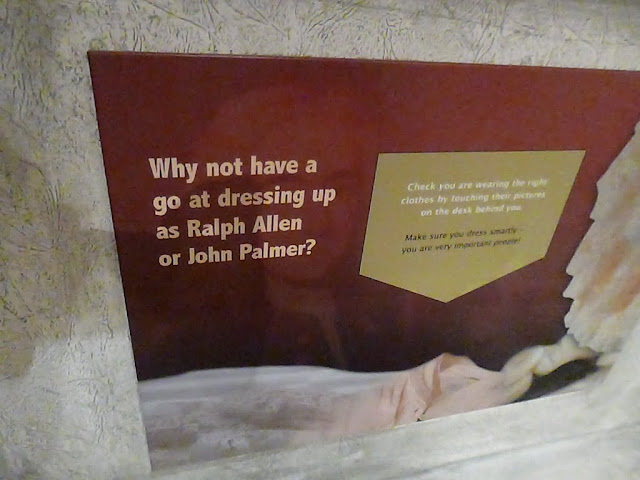 Why not have a
go at dressing up
as Ralph Allen
or John Palmer?
Check you are wearing the right
clothes by touching their pictures
on the desk behind you.
Make sure you dress smartly -
you are very important people!